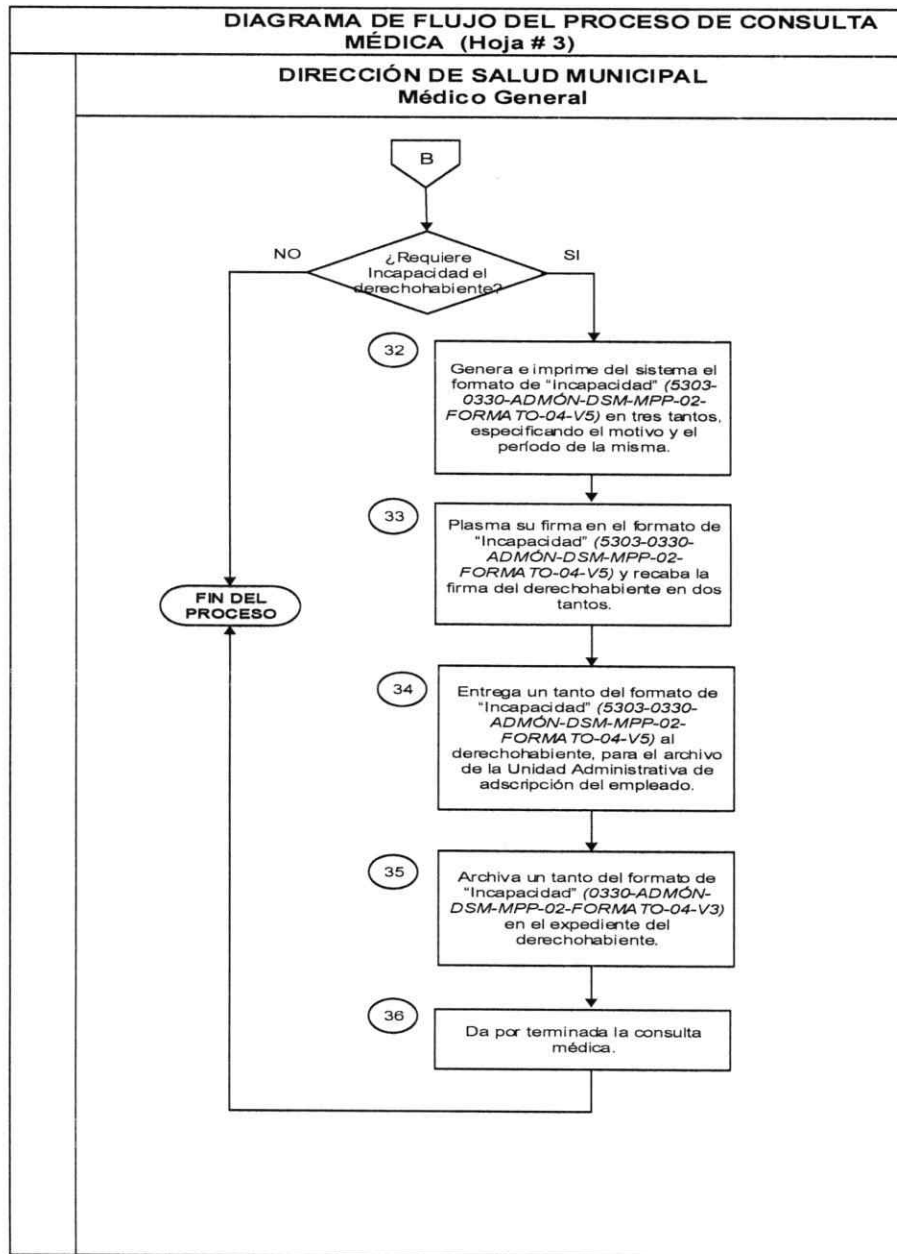 DIAGRAMA DE FLUJO DEL PROCESO DE CONSULTA
MÉDICA (Hoja # 3)
DIRECCIÓN DE SALUD MUNICIPAL
Médico General
B
NO
¿Requiere
Incapacidad el
derechohabiente?
SI
32
Genera e imprime del sistema el
formato de "Incapacidad" (5303-
0330-ADMÓN-DSM-MPP-02-
FORMATO-04-V5) en tres tantos,
especificando el motivo y el
período de la misma.
33
Plasma su firma en el formato de
"Incapacidad" (5303-0330-
ADMÓN-DSM-MPP-02-
FORMATO-04-V5) y recaba la
firma del derechohabiente en dos
tantos.
FIN DEL
PROCESO
34
Entrega un tanto del formato de
"Incapacidad" (5303-0330-
ADMÓN-DSM-MPP-02-
FORMATO-04-V5) al
derechohabiente, para el archivo
de la Unidad Administrativa de
adscripción del empleado.
35
Archiva un tanto del formato de
"Incapacidad" (0330-ADMÓN-
DSM-MPP-02-FORMATO-04-V3)
en el expediente del
derechohabiente.
36
Da por terminada la consulta
médica.